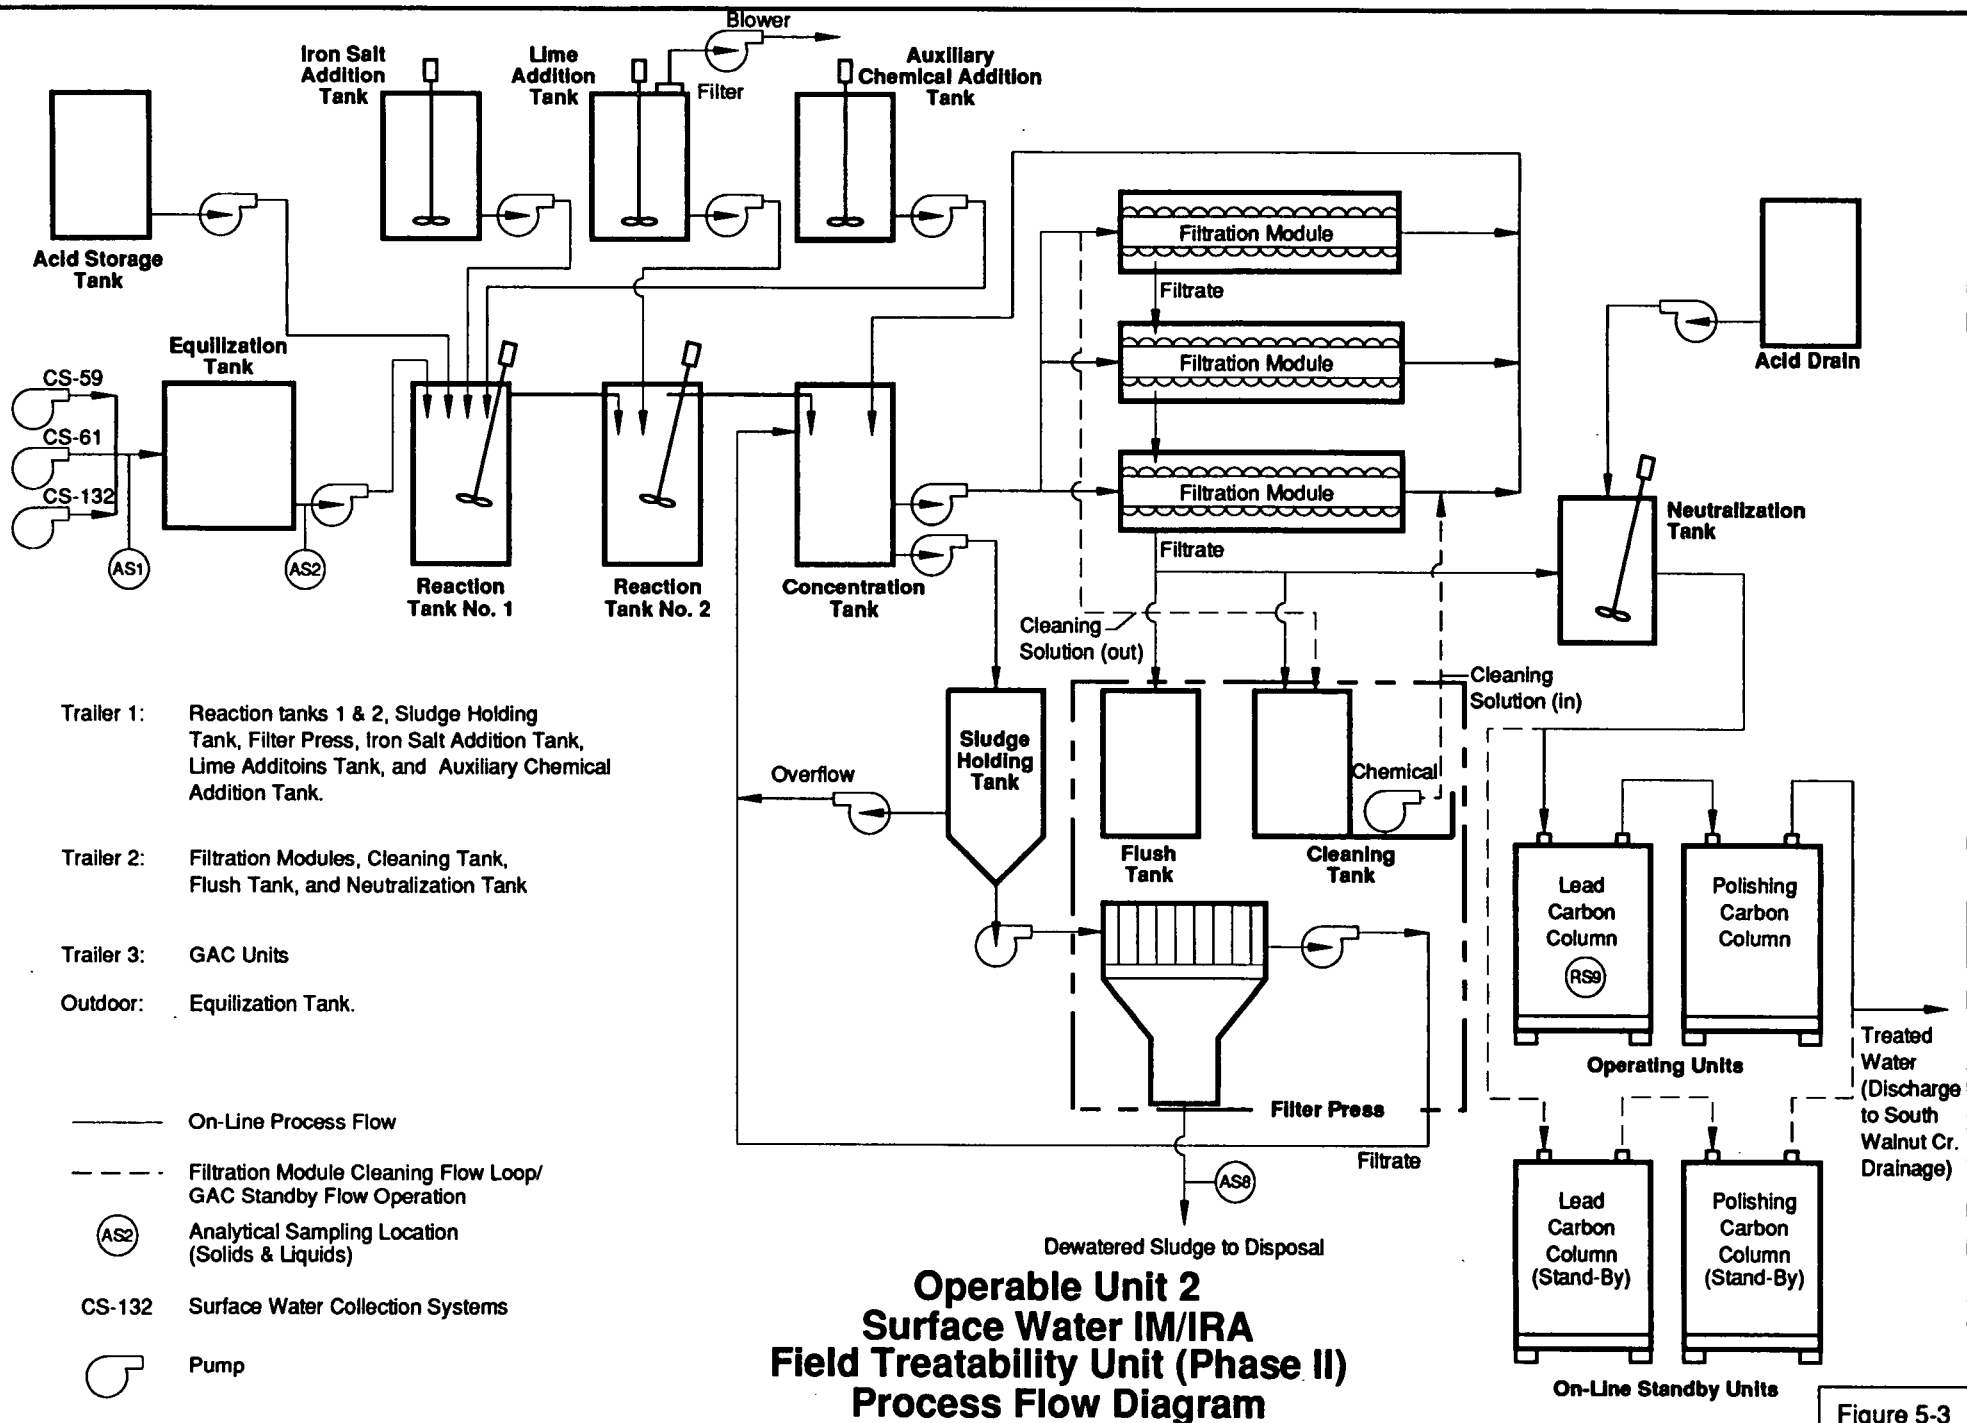 Blower
Iron Salt
Addition
Tank
Lime
Addition
Tank
Filter
Auxiliary
Chemical Addition
Tank
Acid Storage
Tank
Filtration Module
Filtrate
Filtration Module
Filtration Module
Filtrate
Acid Drain
Equilization
Tank
CS-59
CS-61
CS-132
AS1
AS2
Reaction
Tank No. 1
Reaction
Tank No. 2
Concentration
Tank
Neutralization
Tank
Cleaning
Solution (out)
Cleaning
Solution (in)
Trailer 1: Reaction tanks 1 & 2, Sludge Holding
Tank, Filter Press, Iron Salt Addition Tank,
Lime Additoins Tank, and Auxiliary Chemical
Addition Tank.
Trailer 2: Filtration Modules, Cleaning Tank,
Flush Tank, and Neutralization Tank
Trailer 3: GAC Units
Outdoor: Equilization Tank.
Sludge
Holding
Tank
Overflow
Chemical
Flush
Tank
Cleaning
Tank
Filter Press
Filtrate
AS8
Dewatered Sludge to Disposal
Lead
Carbon
Column
RS9
Polishing
Carbon
Column
Operating Units
Treated
Water
(Discharge
to South
Walnut Cr.
Drainage)
Lead
Carbon
Column
(Stand-By)
Polishing
Carbon
Column
(Stand-By)
On-Line Standby Units
On-Line Process Flow
Filtration Module Cleaning Flow Loop/
GAC Standby Flow Operation
AS2 Analytical Sampling Location
(Solids & Liquids)
CS-132 Surface Water Collection Systems
Pump
Operable Unit 2
Surface Water IM/IRA
Field Treatability Unit (Phase II)
Process Flow Diagram
Figure 5-3